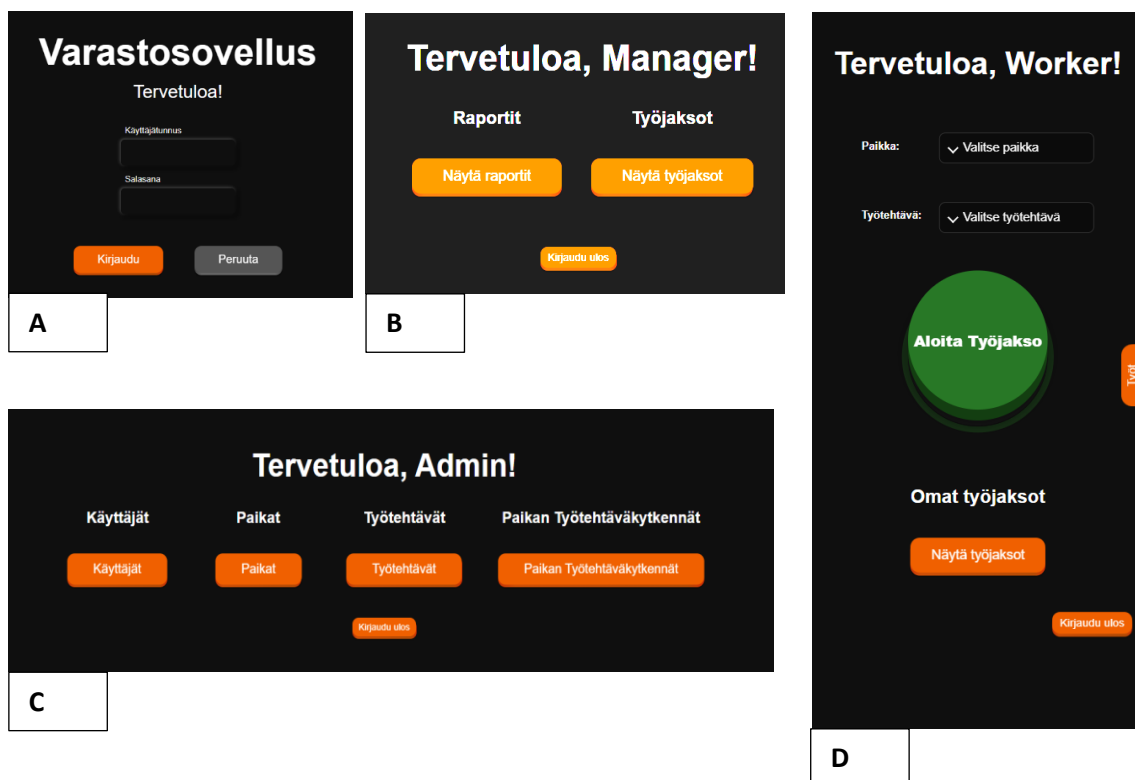 Varastosovellus
Tervetuloa!
Käyttäjätunnus
Salasana
Kirjaudu
Peruuta
A
Tervetuloa, Manager!
Raportit
Työjaksot
Näytä raportit
Näytä työjaksot
Kirjaudu ulos
B
Tervetuloa, Admin!
Käyttäjät
Paikat
Työtehtävät
Paikan Työtehtäväkytkennät
Käyttäjät
Paikat
Työtehtävät
Paikan Työtehtäväkytkennät
Kirjaudu ulos
C
Tervetuloa, Worker!
Paikka:
Valitse paikka
Työtehtävä:
Valitse työtehtävä
Aloita Työjakso
Työt
Omat työjaksot
Näytä työjaksot
Kirjaudu ulos
D